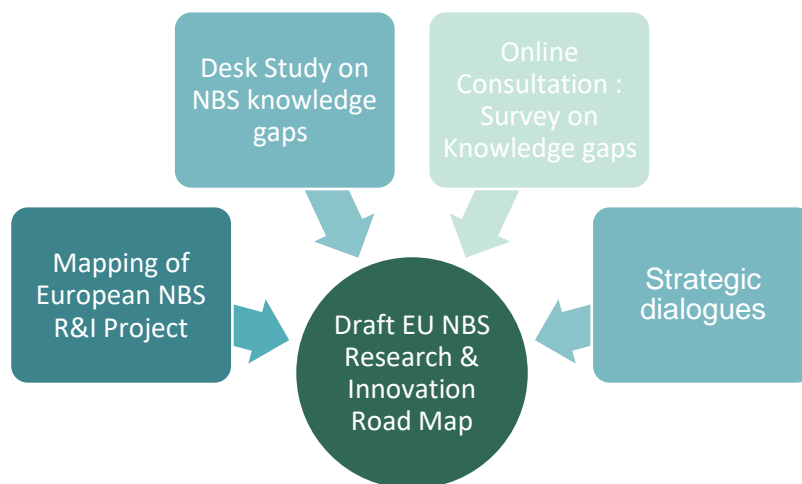 Desk Study on
NBS knowledge
gaps
Online
Consultation :
Survey on
Knowledge gaps
Mapping of
European NBS
R&I Project
Strategic
dialogues
Draft EU NBS
Research &
Innovation
Road Map